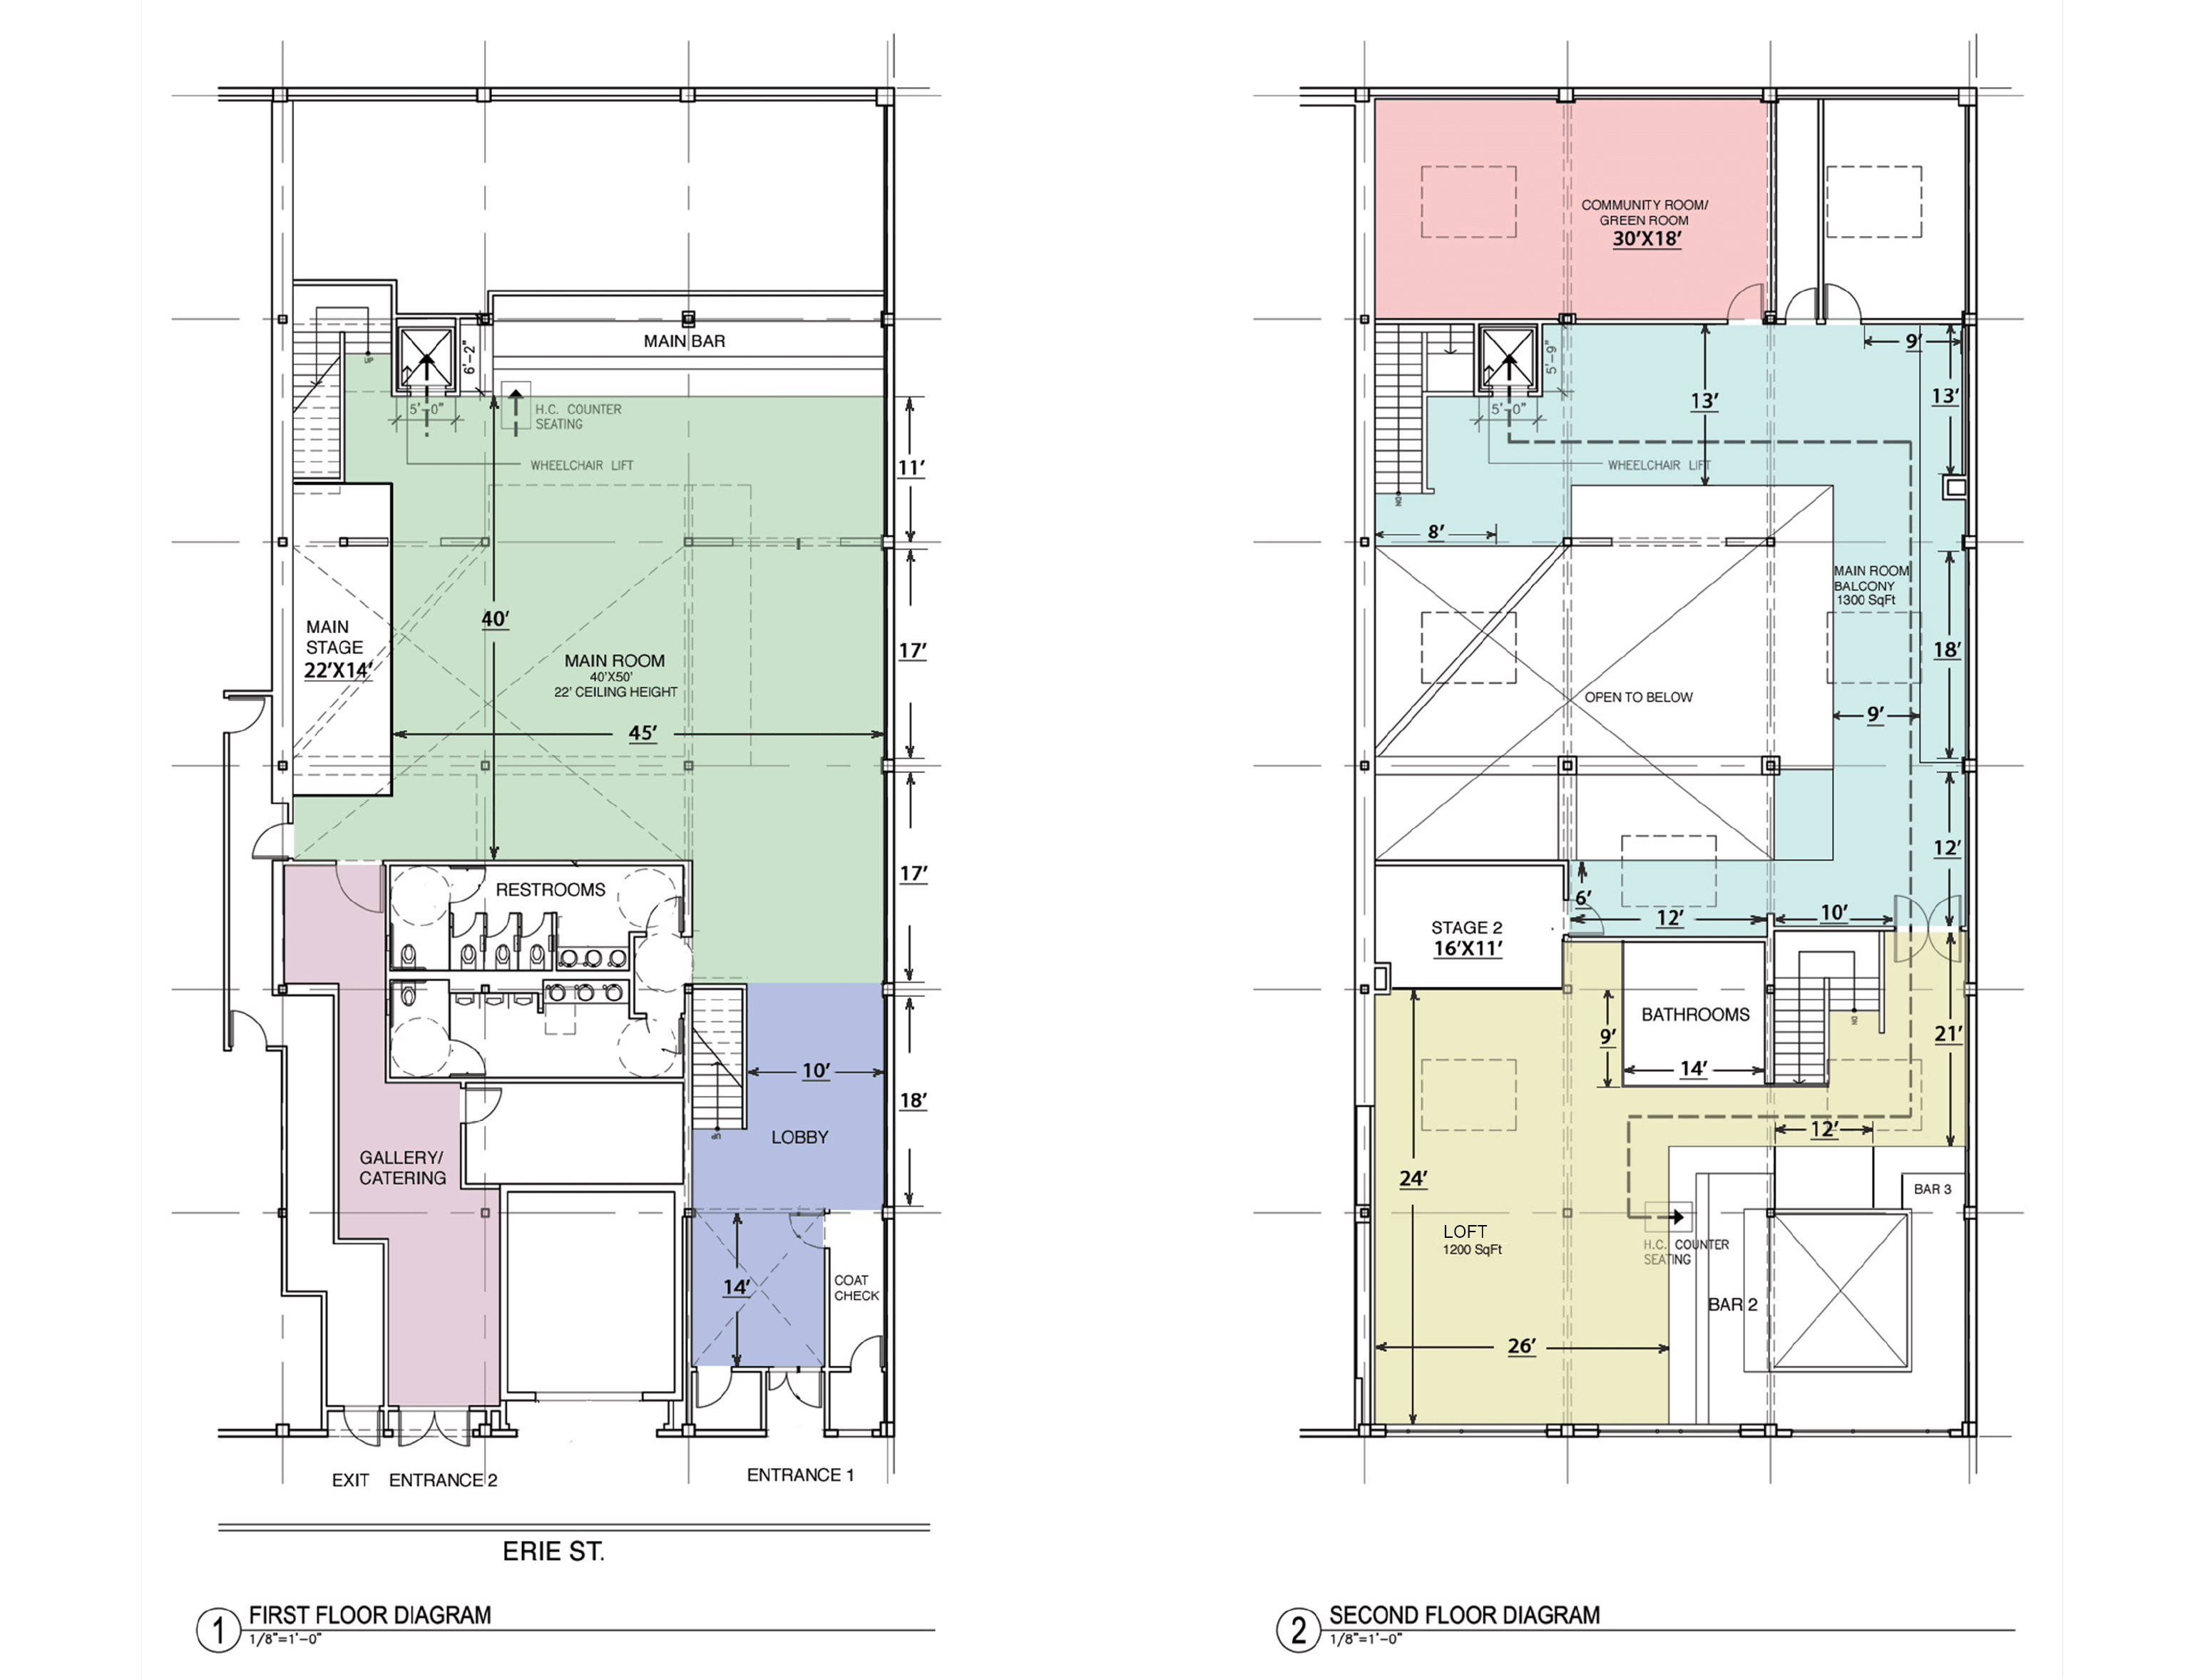 MAIN BAR
6'-2"
UP
5'-0"
H.C. COUNTER
SEATING
WHEELCHAIR LIFT
11'
40'
MAIN
STAGE
22'X14'
MAIN ROOM
40'X50'
22' CEILING HEIGHT
17'
45'
17'
RESTROOMS
10'
18'
UP
LOBBY
GALLERY/
CATERING
14'
COAT
CHECK
EXIT
ENTRANCE 2
ENTRANCE 1
ERIE ST.
1
FIRST FLOOR DIAGRAM
1/8"=1'-0"
COMMUNITY ROOM/
GREEN ROOM
30'X18'
9'
5'-9"
13'
13'
5'-0"
WHEELCHAIR LIFT
DN
8'
MAIN ROOM
BALCONY
1300 SqFt
18'
OPEN TO BELOW
9'
12'
6'
12'
10'
STAGE 2
16'X11'
BATHROOMS
DN
9'
21'
14'
12'
24'
BAR 3
LOFT
1200 SqFt
H.C. COUNTER
SEATING
BAR 2
26'
2
SECOND FLOOR DIAGRAM
1/8"=1'-0"